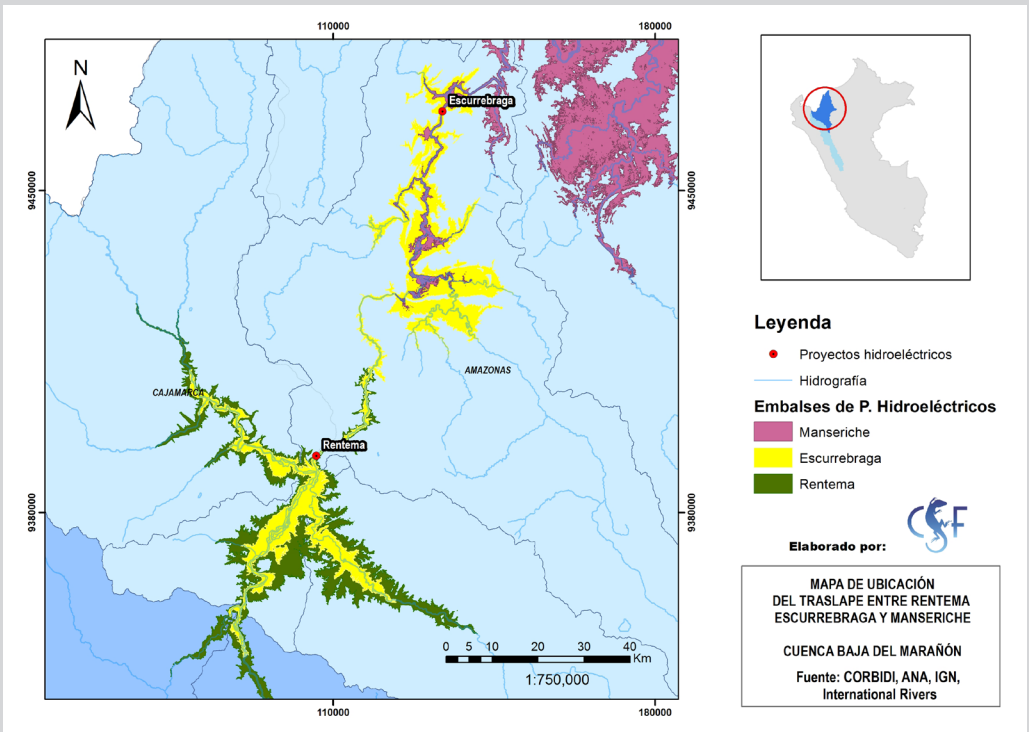 110000
180000
N
Escurrebraga
9450000
9450000
AMAZONAS
CAJAMARCA
Rentema
9380000
9380000
0 5 10 20 30 40
Km
1:750,000
110000
180000
Leyenda
Proyectos hidroeléctricos
Hidrografía
Embalses de P. Hidroeléctricos
Manseriche
Escurrebraga
Rentema
Elaborado por:
CSF
MAPA DE UBICACIÓN
DEL TRASLAPE ENTRE RENTEMA
ESCURREBRAGA Y MANSERICHE
CUENCA BAJA DEL MARAÑÓN
Fuente: CORBIDI, ANA, IGN,
International Rivers